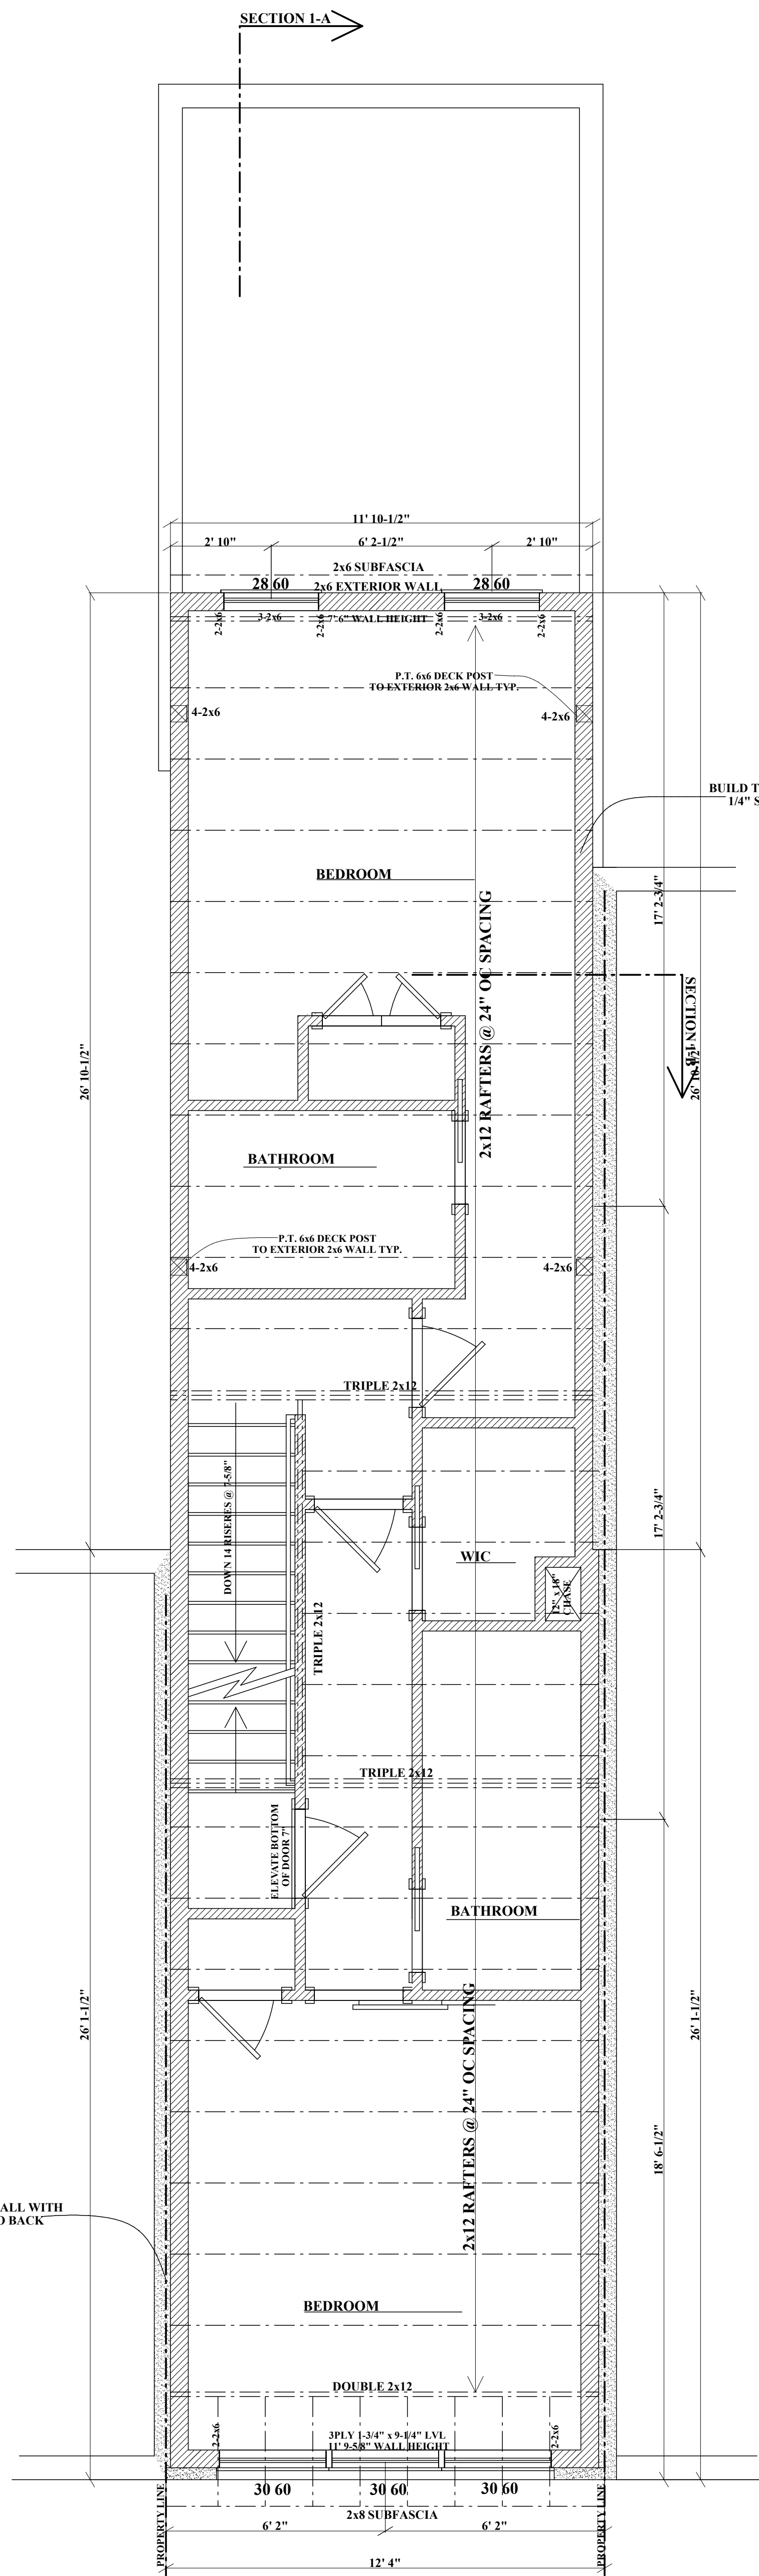 SECTION 1-A
11' 10-1/2"
2' 10"
6' 2-1/2"
2' 10"
2x6 SUBFASCIA
28 60
2x6 EXTERIOR WALL
28 60
2-2x6
3-2x6
2-2x6
7' 6" WALL HEIGHT
2-2x6
3-2x6
2-2x6
P.T. 6x6 DECK POST
TO EXTERIOR 2x6 WALL TYP.
4-2x6
4-2x6
BUILD T
1/4" S
BEDROOM
17' 2-3/4"
2x12 RAFTERS @ 24" OC SPACING
SECTION 1-B
26' 10-1/2"
26' 10-1/2"
BATHROOM
P.T. 6x6 DECK POST
TO EXTERIOR 2x6 WALL TYP.
4-2x6
4-2x6
TRIPLE 2x12
DOWN 14 RISERES @ 7-5/8"
17' 2-3/4"
WIC
12" x 18"
CHASE
TRIPLE 2x12
TRIPLE 2x12
ELEVATE BOTTOM
OF DOOR 7"
BATHROOM
26' 1-1/2"
26' 1-1/2"
2x12 RAFTERS @ 24" OC SPACING
18' 6-1/2"
ALL WITH
O BACK
BEDROOM
DOUBLE 2x12
2-2x6
3PLY 1-3/4" x 9-1/4" LVL
11' 9-5/8" WALL HEIGHT
2-2x6
30 60
30 60
30 60
2x8 SUBFASCIA
PROPERTY LINE
6' 2"
6' 2"
PROPERTY LINE
12' 4"